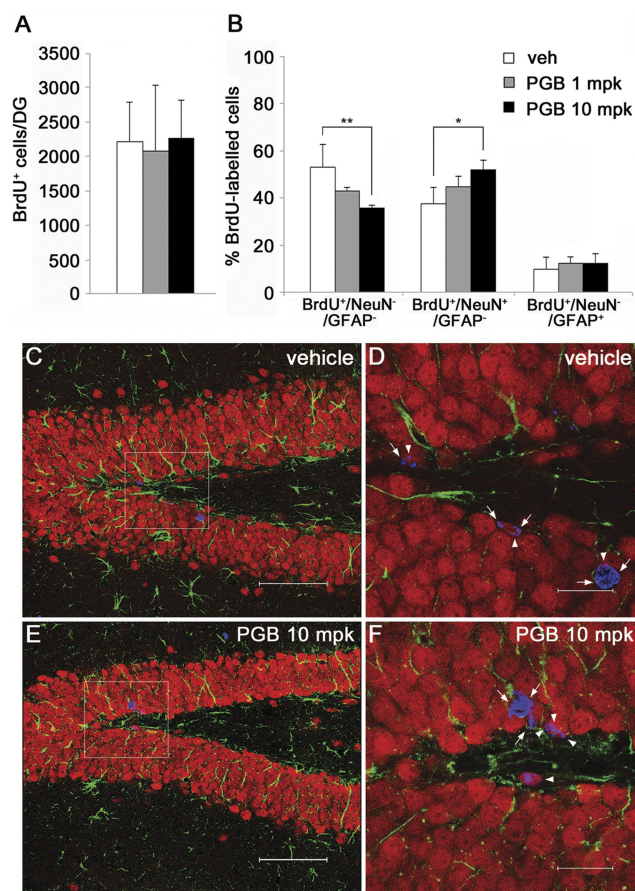 A
B
3500
3000
2500
2000
1500
1000
500
0
BrdU⁺ cells/DG
100
80
60
40
20
0
% BrdU-labelled cells
veh
PGB 1 mpk
PGB 10 mpk
**
*
BrdU⁺/NeuN⁻
/GFAP⁻
BrdU⁺/NeuN⁺
/GFAP⁻
BrdU⁺/NeuN⁻
/GFAP⁺
C
vehicle
D
vehicle
E
PGB 10 mpk
F
PGB 10 mpk